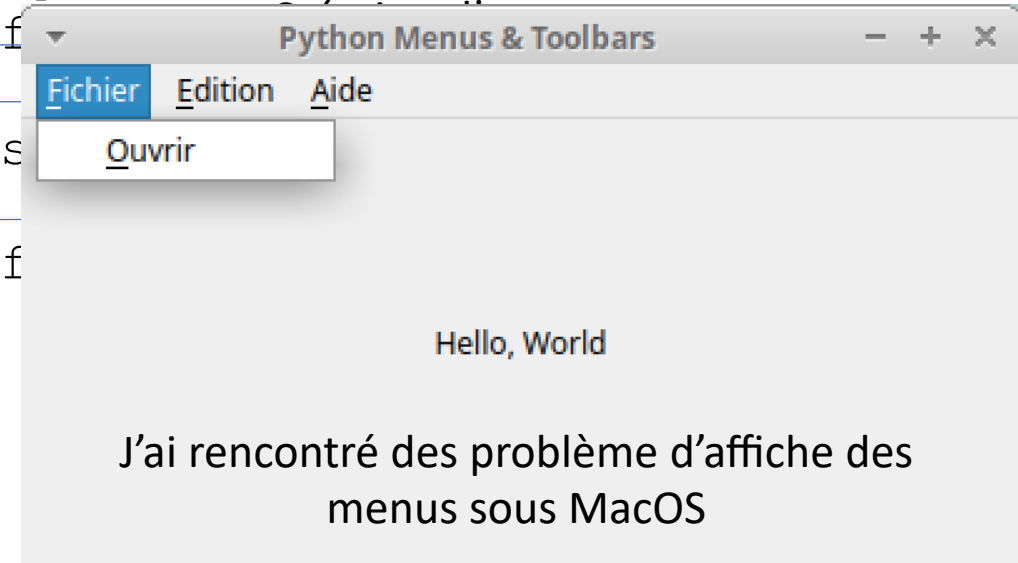 Python Menus & Toolbars
Fichier Edition Aide
Ouvrir
Hello, World
J’ai rencontré des problème d’affiche des
menus sous MacOS